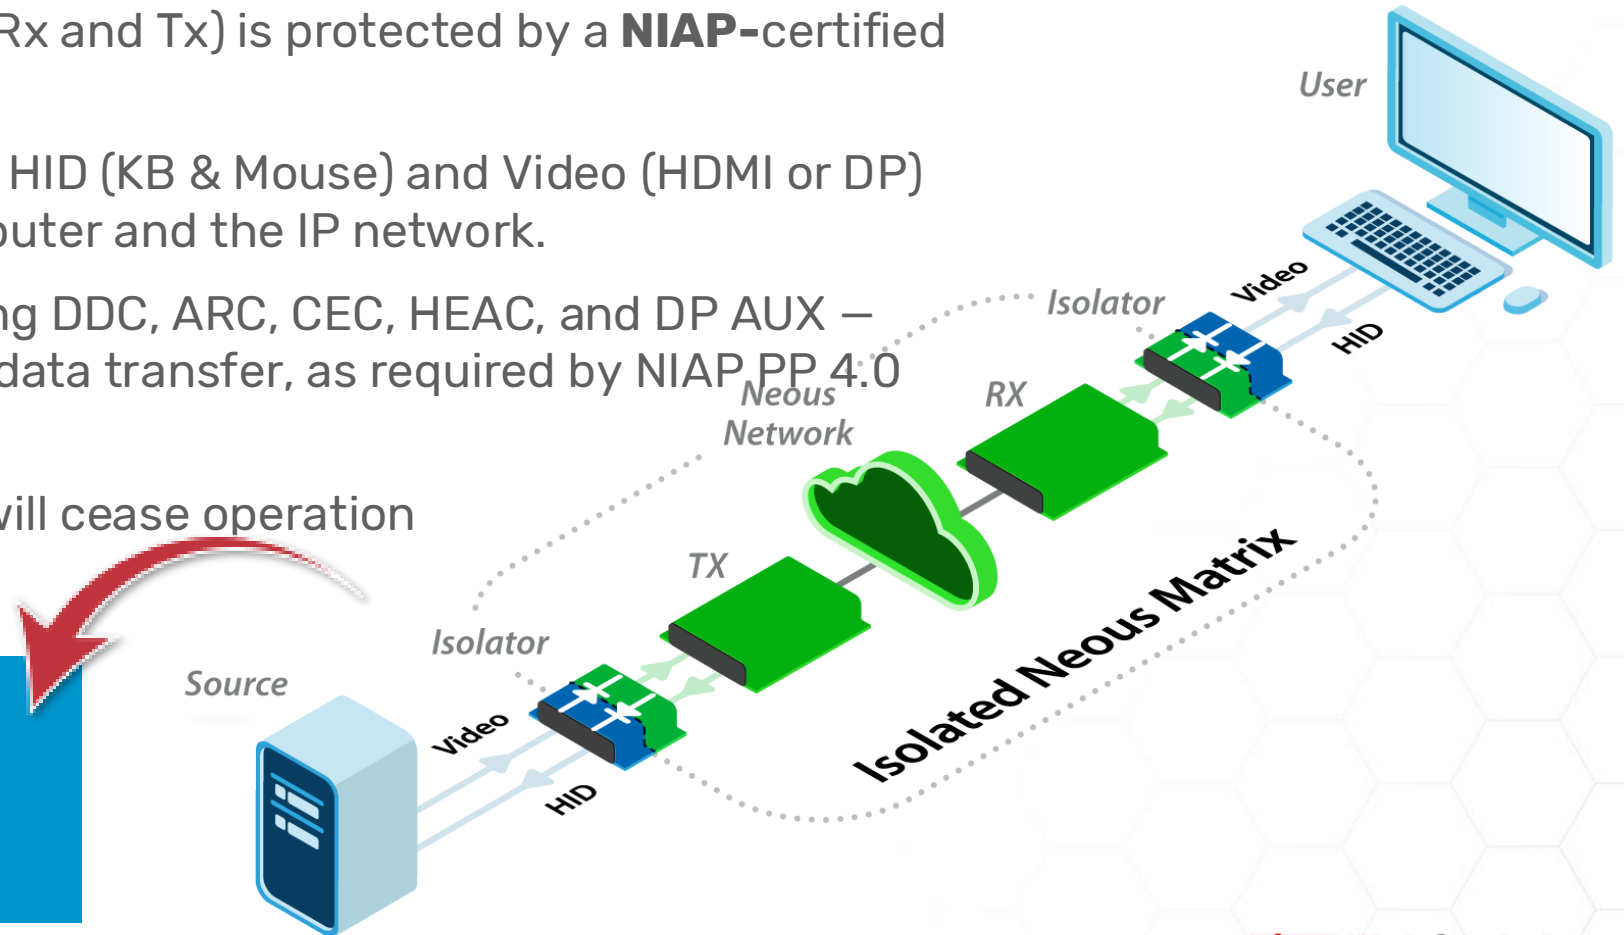 Rx and Tx) is protected by a NIAP-certified
HID (KB & Mouse) and Video (HDMI or DP)
outer and the IP network.
ng DDC, ARC, CEC, HEAC, and DP AUX —
data transfer, as required by NIAP PP 4.0
will cease operation
User
Video
HID
Isolator
RX
Neous
Network
TX
Isolator
Source
Video
HID
Isolated Neous Matrix